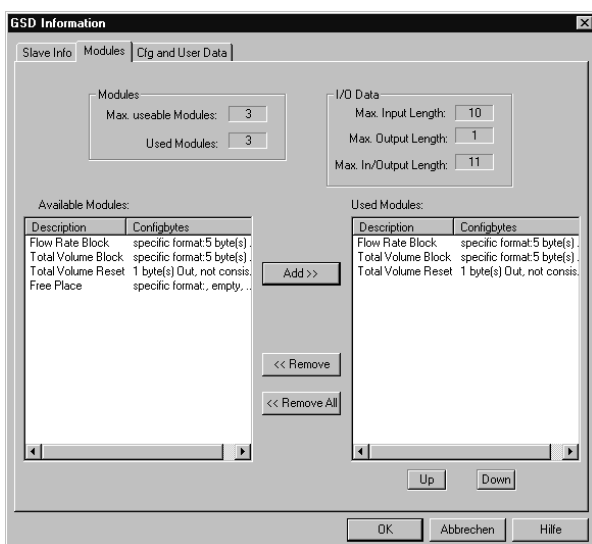 GSD Information
Slave Info Modules Cfg and User Data
Modules
Max. useable Modules: 3
Used Modules: 3
I/O Data
Max. Input Length: 10
Max. Output Length: 1
Max. In/Output Length: 11
Available Modules:
Description Configbytes
Flow Rate Block specific format:5 byte(s) .
Total Volume Block specific format:5 byte(s) .
Total Volume Reset 1 byte(s) Out, not consis.
Free Place specific format:, empty, ..
Add >>
<< Remove
<< Remove All
Used Modules:
Description Configbytes
Flow Rate Block specific format:5 byte(s) .
Total Volume Block specific format:5 byte(s) .
Total Volume Reset 1 byte(s) Out, not consis.
Up Down
OK Abbrechen Hilfe